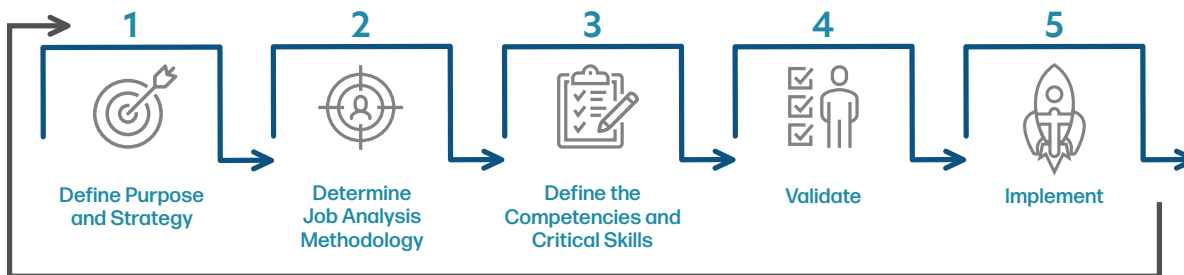 1
Define Purpose
and Strategy
2
Determine
Job Analysis
Methodology
3
Define the
Competencies and
Critical Skills
4
Validate
5
Implement